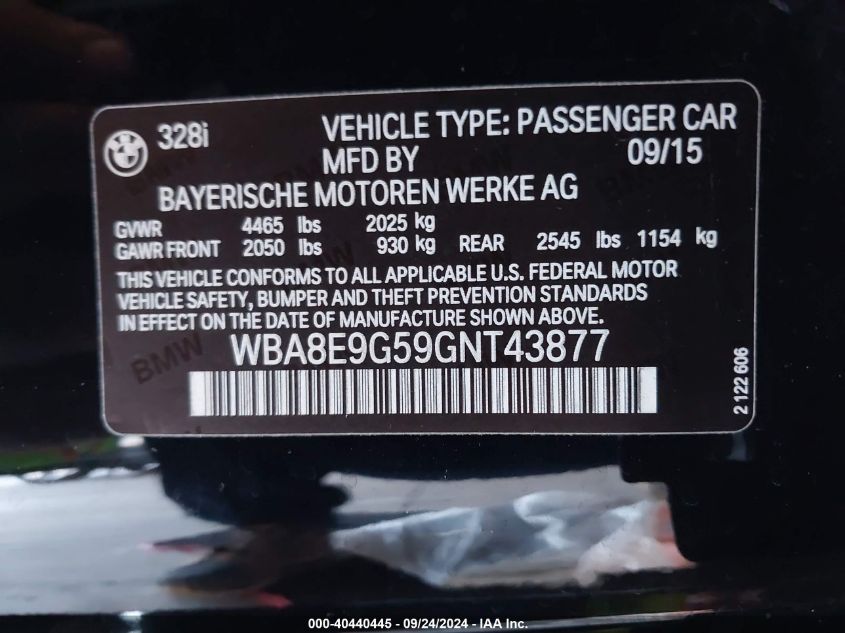 BMW 328i VEHICLE TYPE: PASSENGER CAR
MFD BY 09/15
BAYERISCHE MOTOREN WERKE AG
GVWR 4465 lbs 2025 kg
GAWR FRONT 2050 lbs 930 kg REAR 2545 lbs 1154 kg
THIS VEHICLE CONFORMS TO ALL APPLICABLE U.S. FEDERAL MOTOR
VEHICLE SAFETY, BUMPER AND THEFT PREVENTION STANDARDS
IN EFFECT ON THE DATE OF MANUFACTURE SHOWN ABOVE.
WBA8E9G59GNT43877
BMW
2 122 606
000-40440445 - 09/24/2024 - IAA Inc.